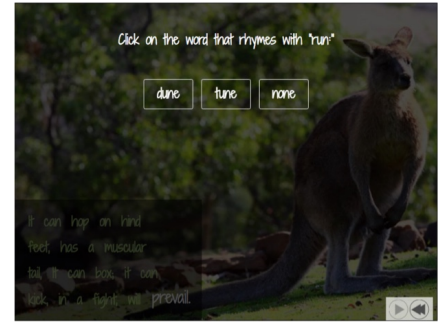 Click on the word that rhymes with "run:"
dune tune none
It can hop on hind
feet, has a muscular
tail, it can box, it can
kick, in a fight, will prevail.